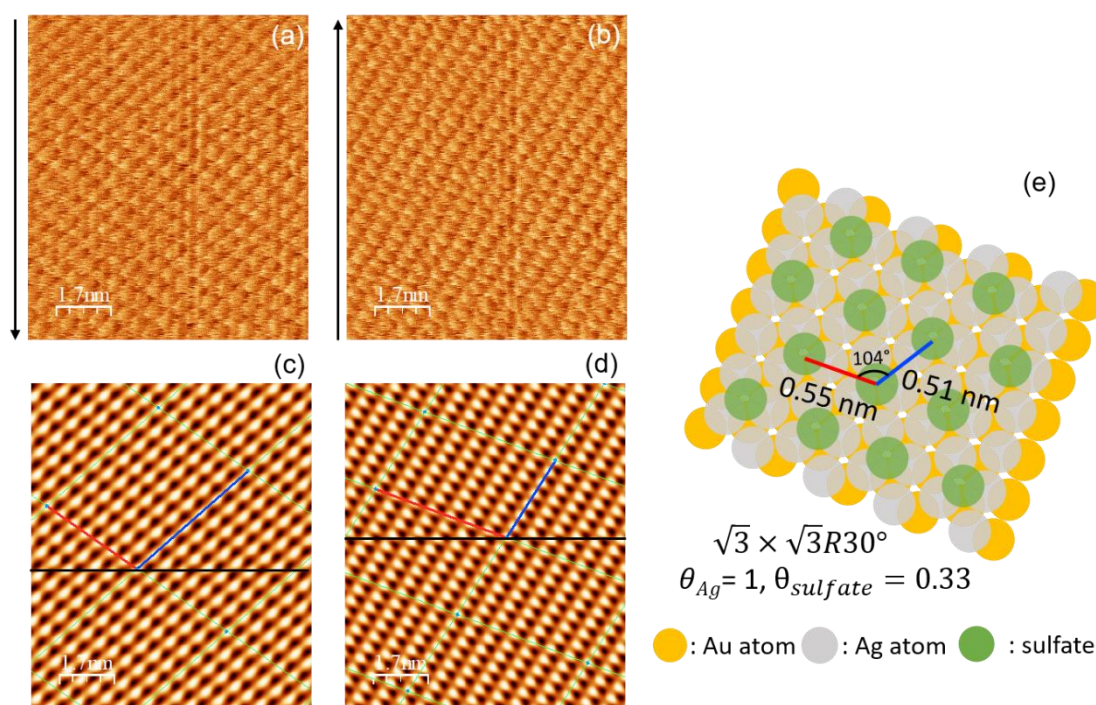 (a)
(b)
1.7nm
1.7nm
(c)
(d)
1.7nm
1.7nm
(e)
104°
0.55 nm
0.51 nm
√3 × √3R30°
θ_Ag= 1, θ_sulfate = 0.33
: Au atom : Ag atom : sulfate